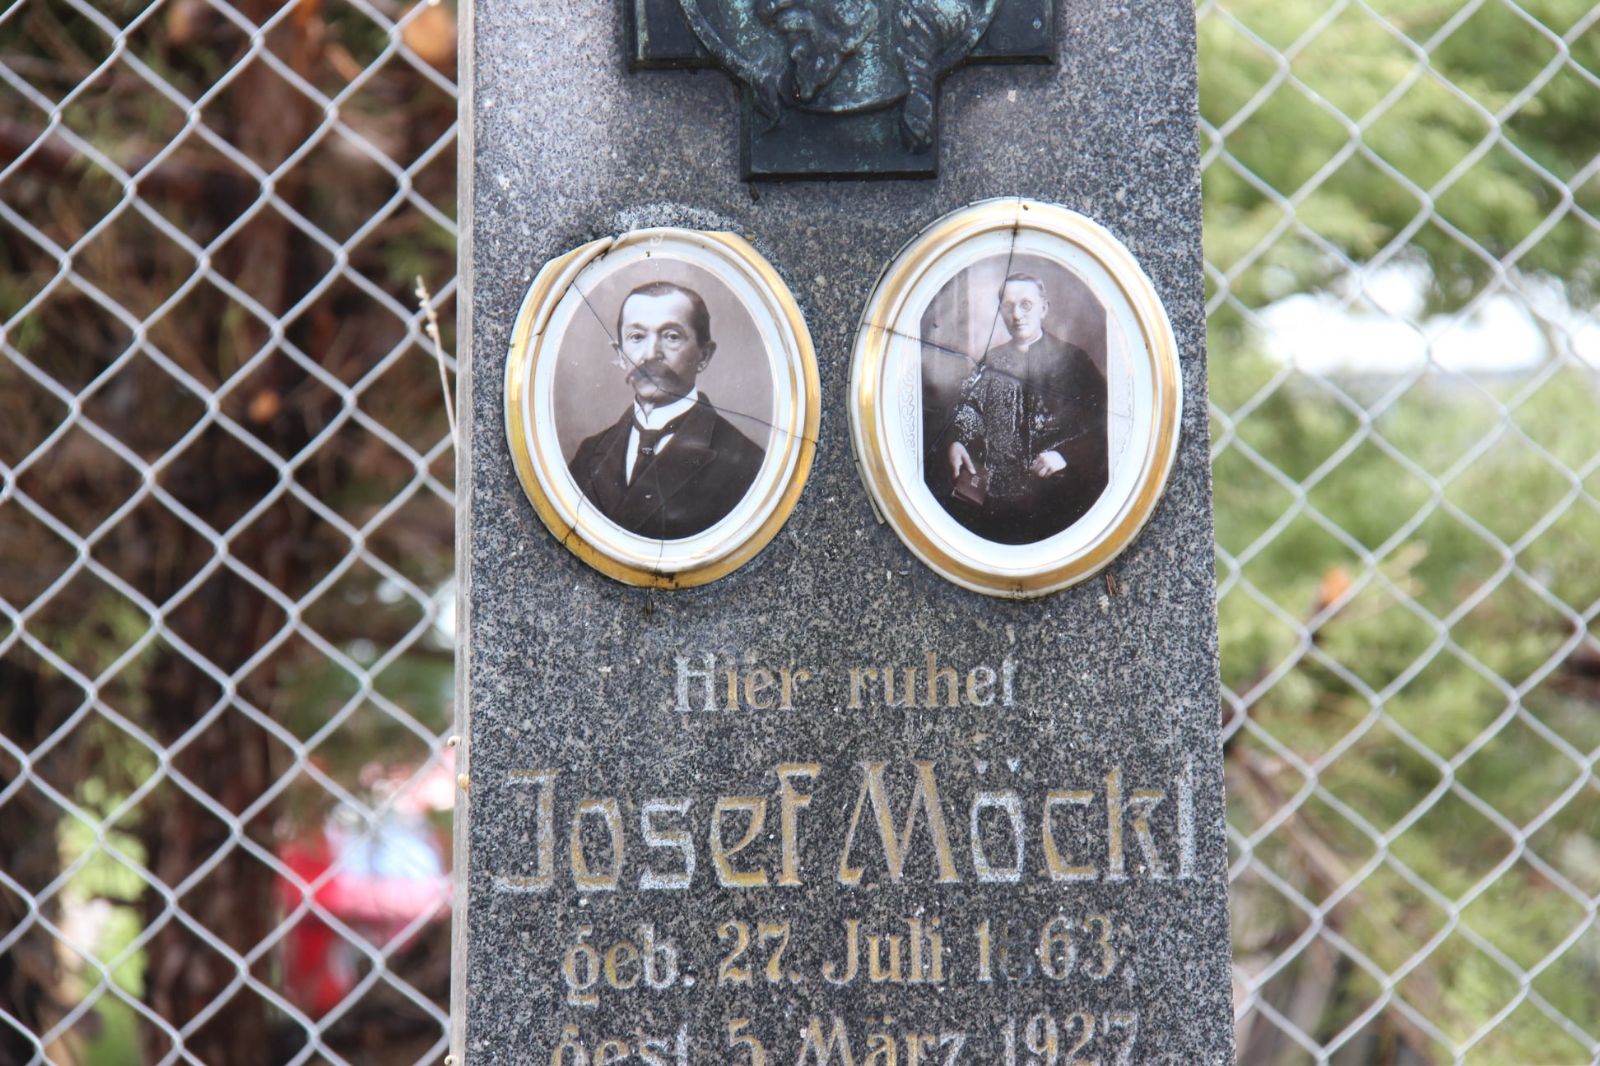 Hier ruhet
Josef Möckl
geb. 27. Juli 1863,
gest. 5. März 1927